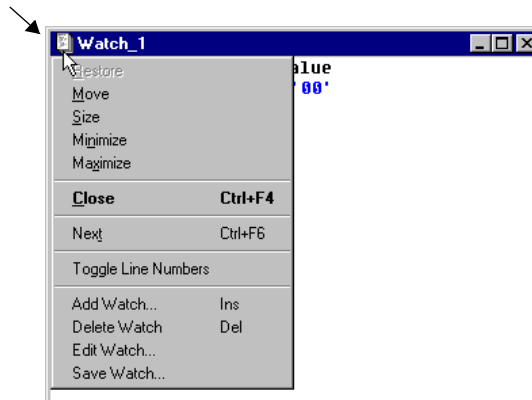 Watch_1
Restore alue
Move '00'
Size
Minimize
Maximize
Close Ctrl+F4
Next Ctrl+F6
Toggle Line Numbers
Add Watch... Ins
Delete Watch Del
Edit Watch...
Save Watch...